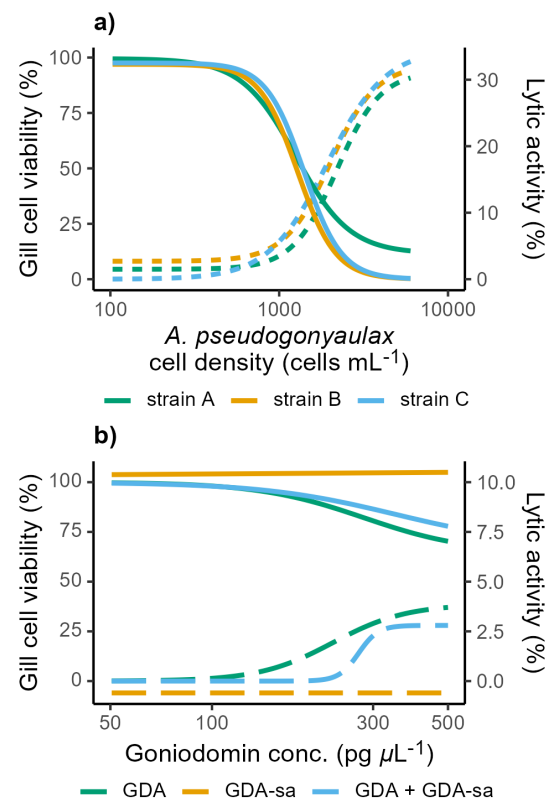 a)
Gill cell viability (%)
100
75
50
25
0
30
20
10
0
Lytic activity (%)
100 1000 10000
A. pseudogonyaulax
cell density (cells mL⁻¹)
strain A strain B strain C
b)
Gill cell viability (%)
100
75
50
25
0
10.0
7.5
5.0
2.5
0.0
Lytic activity (%)
50 100 300 500
Goniodomin conc. (pg µL⁻¹)
GDA GDA-sa GDA + GDA-sa